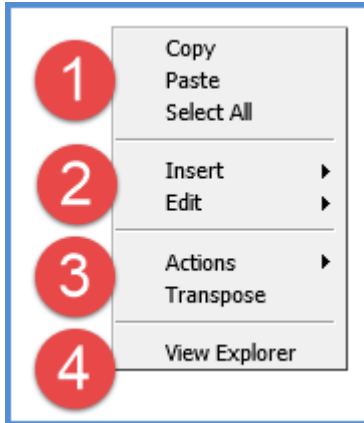 1
Copy
Paste
Select All
2
Insert
Edit
3
Actions
Transpose
4
View Explorer